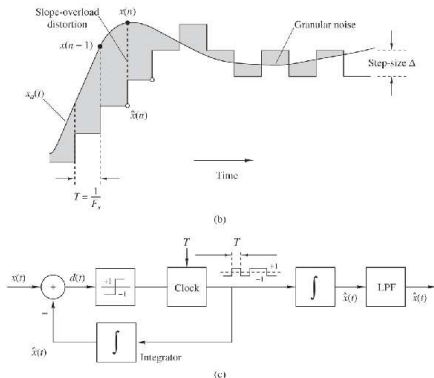 Slope-overload
distortion
x(n)
Granular noise
x(n − 1)
Step-size Δ
x̂(n)
xₐ(t)
Time
T = 1/Fₛ
(b)
T
T
+1
−1
x(t)
+
d(t)
+1
−1
Clock
∫
x̂(t)
LPF
x̂(t)
−
x̂(t)
∫
Integrator
(c)